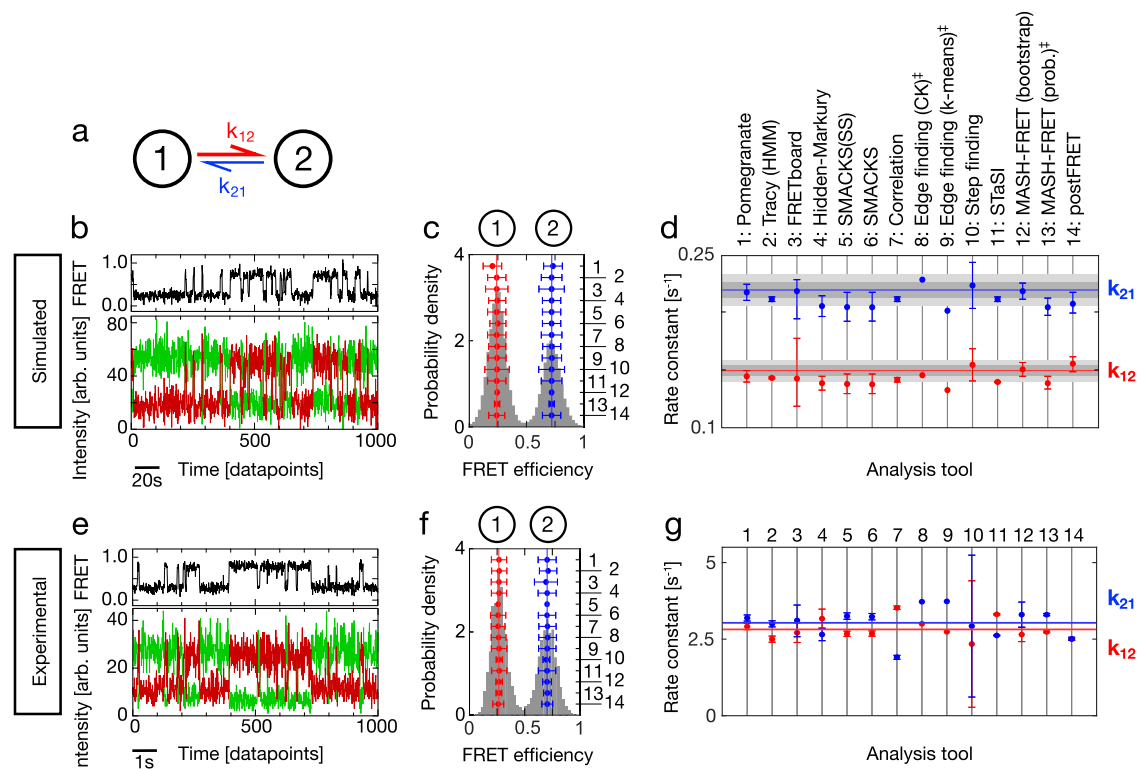 a
1
2
k12
k21
1: Pomegranate
2: Tracy (HMM)
3: FRETboard
4: Hidden-Markury
5: SMACKS(SS)
6: SMACKS
7: Correlation
8: Edge finding (CK)‡
9: Edge finding (k-means)‡
10: Step finding
11: STaSI
12: MASH-FRET (bootstrap)
13: MASH-FRET (prob.)‡
14: postFRET
Simulated
b
FRET
1.0
0.0
Intensity [arb. units]
80
40
0
0
500
1000
Time [datapoints]
20s
c
1
2
Probability density
4
2
0
0
0.5
1
FRET efficiency
1
2
3
4
5
6
7
8
9
10
11
12
13
14
d
Rate constant [s-1]
0.25
0.1
k21
k12
Analysis tool
Experimental
e
FRET
1.0
0.0
Intensity [arb. units]
40
20
0
0
500
1000
Time [datapoints]
1s
f
1
2
Probability density
4
2
0
0
0.5
1
FRET efficiency
1
2
3
4
5
6
7
8
9
10
11
12
13
14
g
1 2 3 4 5 6 7 8 9 10 11 12 13 14
Rate constant [s-1]
5
2.5
0
k21
k12
Analysis tool